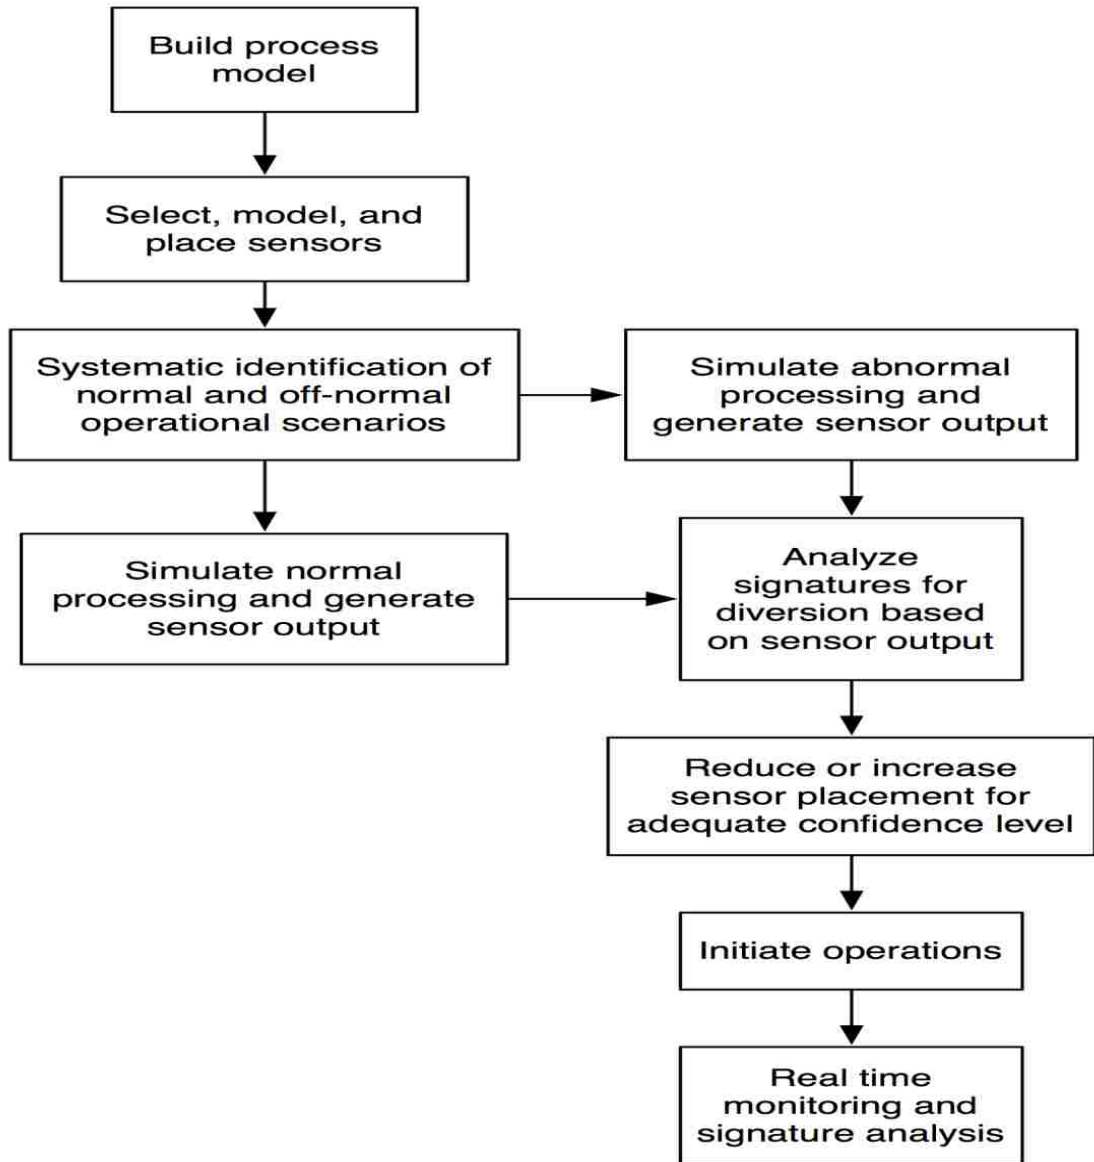 Build process
model
Select, model, and
place sensors
Systematic identification of
normal and off-normal
operational scenarios
Simulate abnormal
processing and
generate sensor output
Simulate normal
processing and generate
sensor output
Analyze
signatures for
diversion based
on sensor output
Reduce or increase
sensor placement for
adequate confidence level
Initiate operations
Real time
monitoring and
signature analysis